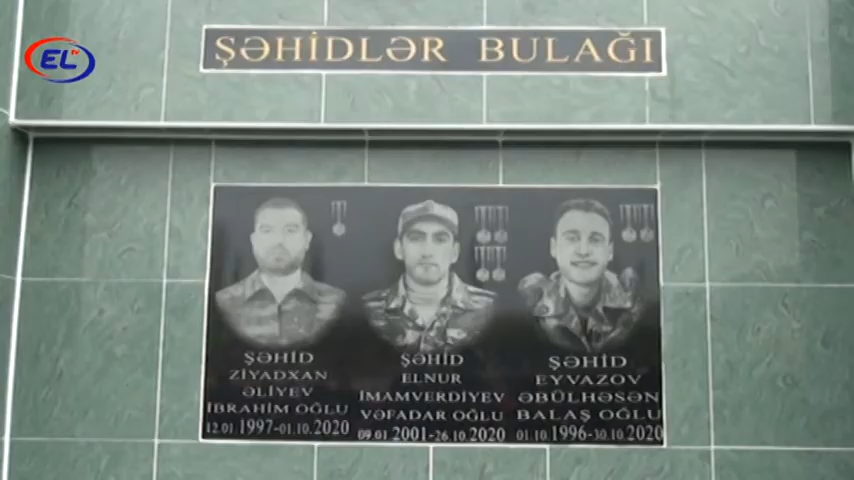 EL TV
ŞƏHİDLƏR BULAĞI
ŞƏHİD
ZİYADXAN
ƏLİYEV
İBRAHİM OĞLU
12.01.1997-01.10.2020
ŞƏHİD
ELNUR
İMAMVERDİYEV
VƏFADAR OĞLU
09.01 2001-26.10.2020
ŞƏHİD
EYVAZOV
ƏBÜLHƏSƏN
BALAŞ OĞLU
01.10.1996-30.10.2020